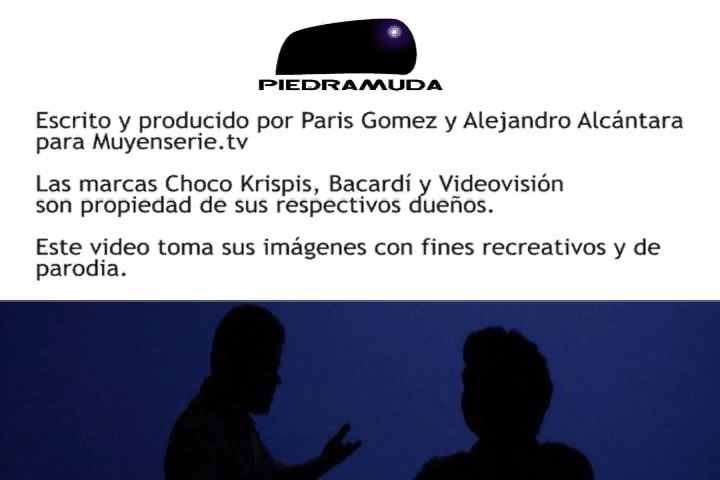 PIEDRAMUDA
Escrito y producido por Paris Gomez y Alejandro Alcántara
para Muyenserie.tv
Las marcas Choco Krispis, Bacardí y Videovisión
son propiedad de sus respectivos dueños.
Este video toma sus imágenes con fines recreativos y de
parodia.